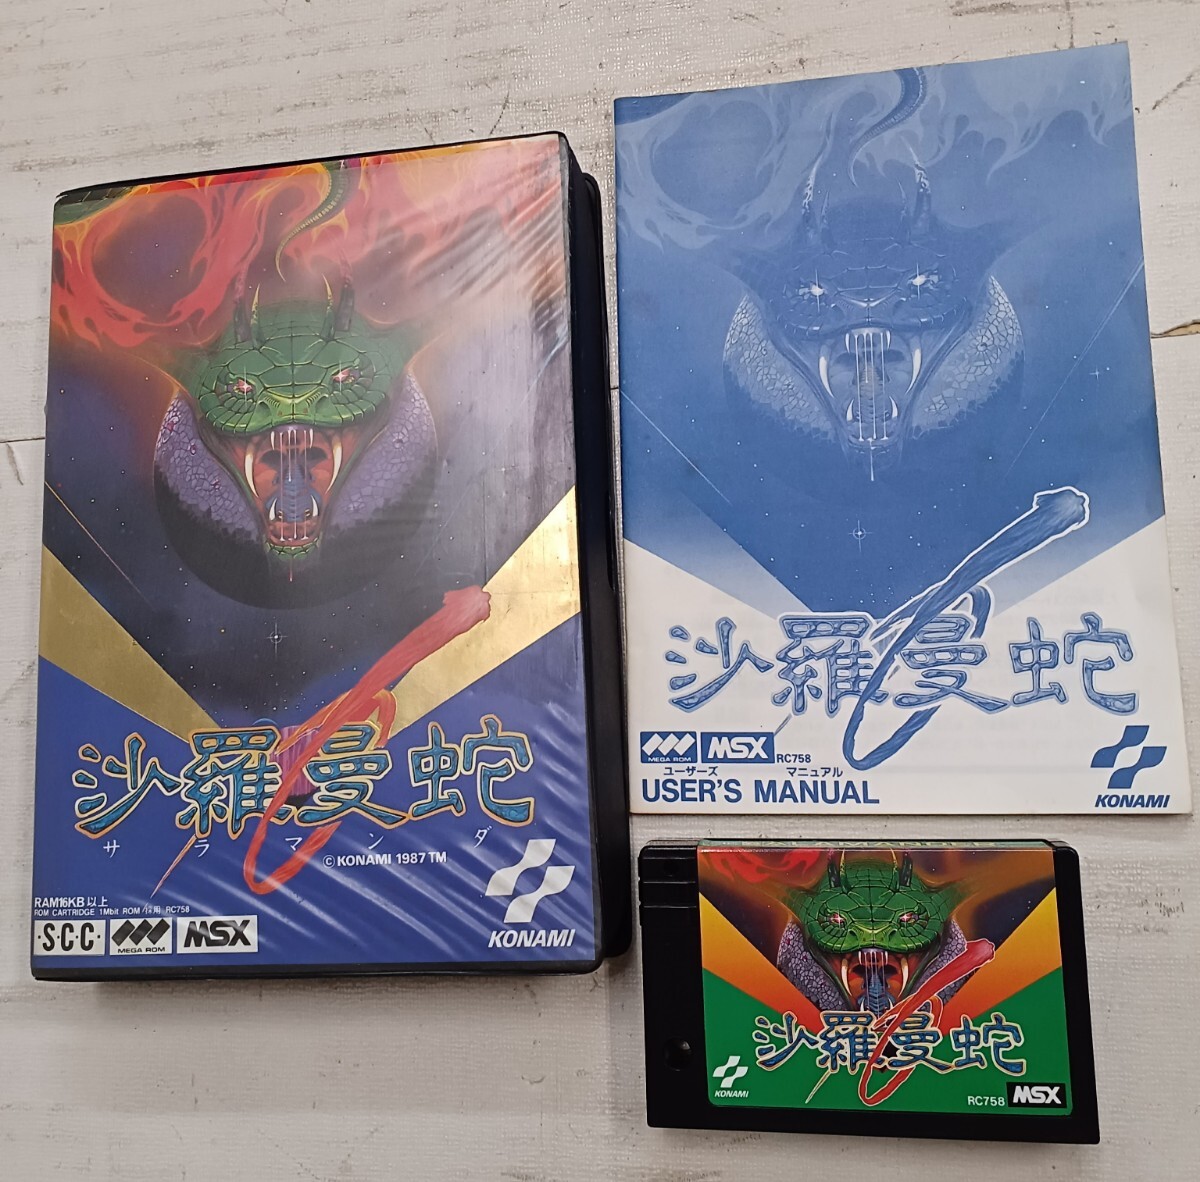 沙羅曼蛇
サラマンダ
© KONAMI 1987 TM
RAM16KB以上
ROM CARTRIDGE 1Mbit ROM 採用 RC758
·S·C·C·
MEGA ROM
MSX
KONAMI
沙羅曼蛇
MEGA ROM
MSX
RC758
ユーザーズ マニュアル
USER'S MANUAL
KONAMI
沙羅曼蛇
KONAMI
RC758
MSX